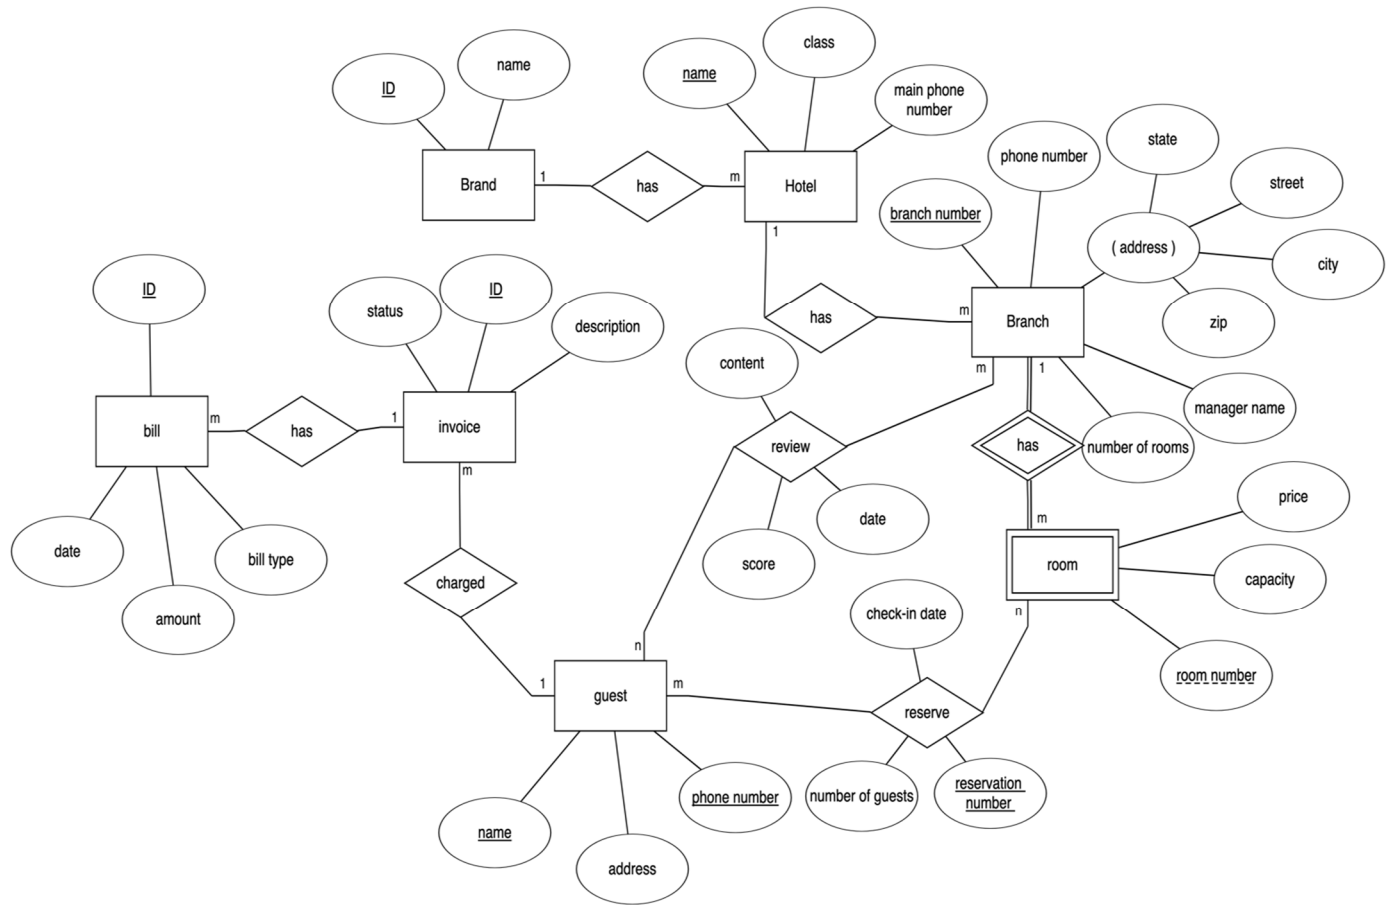 class
name
ID
name
main phone
number
state
phone number
street
Brand
1
has
m
Hotel
branch number
( address )
city
1
ID
status
ID
description
has
m
Branch
zip
content
m
1
manager name
bill
m
has
1
invoice
review
has
number of rooms
m
date
bill type
amount
score
date
m
room
price
capacity
charged
check-in date
n
room number
n
1
guest
m
reserve
name
address
phone number
number of guests
reservation
number